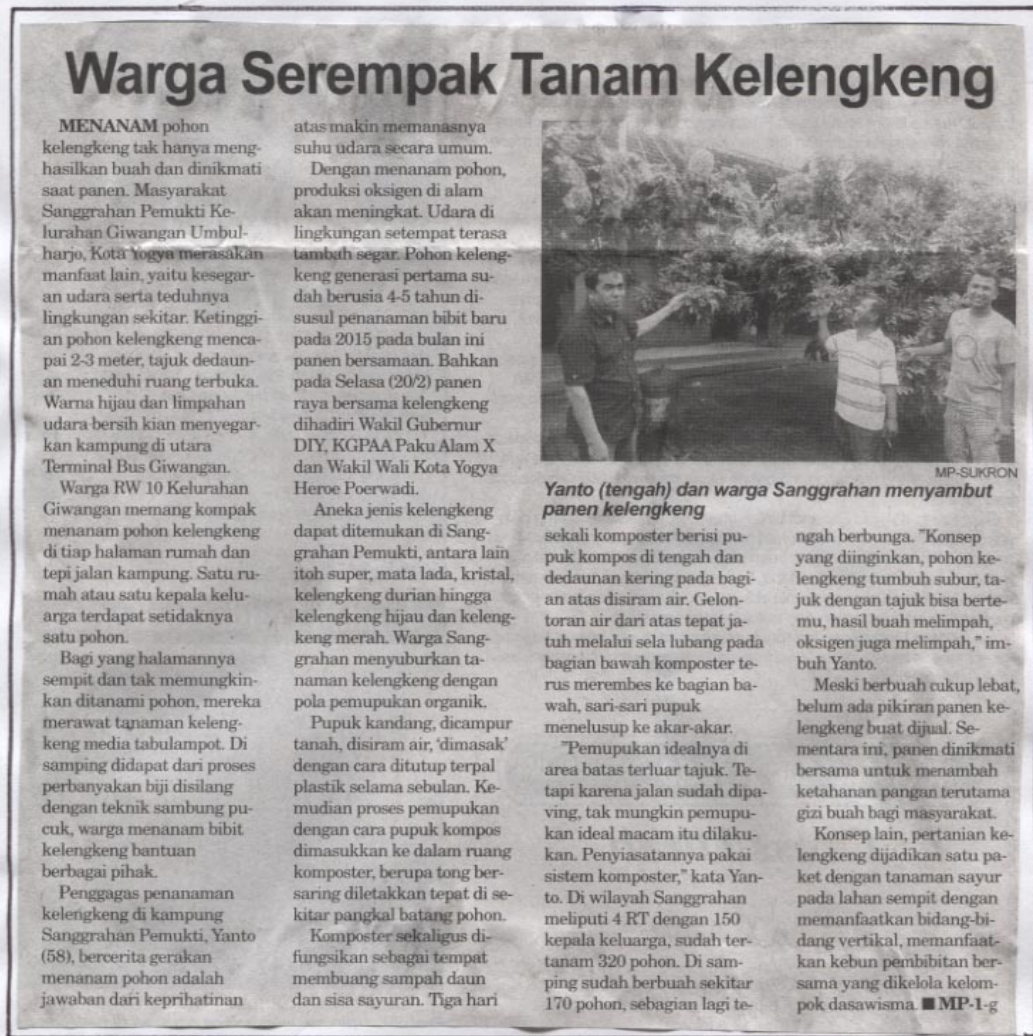 Warga Serempak Tanam Kelengkeng
MENANAM pohon
kelengkeng tak hanya meng-
hasilkan buah dan dinikmati
saat panen. Masyarakat
Sanggrahan Pemukti Ke-
lurahan Giwangan Umbul-
harjo, Kota Yogya merasakan
manfaat lain, yaitu kesegar-
an udara serta teduhnya
lingkungan sekitar. Ketinggi-
an pohon kelengkeng menca-
pai 2-3 meter, tajuk dedaun-
an meneduhi ruang terbuka.
Warna hijau dan limpahan
udara bersih kian menyegar-
kan kampung di utara
Terminal Bus Giwangan.
Warga RW 10 Kelurahan
Giwangan memang kompak
menanam pohon kelengkeng
di tiap halaman rumah dan
tepi jalan kampung. Satu ru-
mah atau satu kepala kelu-
arga terdapat setidaknya
satu pohon.
Bagi yang halamannya
sempit dan tak memungkin-
kan ditanami pohon, mereka
merawat tanaman keleng-
keng media tabulampot. Di
samping didapat dari proses
perbanyakan biji disilang
dengan teknik sambung pu-
cuk, warga menanam bibit
kelengkeng bantuan
berbagai pihak.
Penggagas penanaman
kelengkeng di kampung
Sanggrahan Pemukti, Yanto
(58), bercerita gerakan
menanam pohon adalah
jawaban dari keprihatinan
atas makin memanasnya
suhu udara secara umum.
Dengan menanam pohon,
produksi oksigen di alam
akan meningkat. Udara di
lingkungan setempat terasa
tambah segar. Pohon keleng-
keng generasi pertama su-
dah berusia 4-5 tahun di-
susul penanaman bibit baru
pada 2015 pada bulan ini
panen bersamaan. Bahkan
pada Selasa (20/2) panen
raya bersama kelengkeng
dihadiri Wakil Gubernur
DIY, KGPAA Paku Alam X
dan Wakil Wali Kota Yogya
Heroe Poerwadi.
Aneka jenis kelengkeng
dapat ditemukan di Sang-
grahan Pemukti, antara lain
itoh super, mata lada, kristal,
kelengkeng durian hingga
kelengkeng hijau dan keleng-
keng merah. Warga Sang-
grahan menyuburkan ta-
naman kelengkeng dengan
pola pemupukan organik.
Pupuk kandang, dicampur
tanah, disiram air, 'dimasak'
dengan cara ditutup terpal
plastik selama sebulan. Ke-
mudian proses pemupukan
dengan cara pupuk kompos
dimasukkan ke dalam ruang
komposter, berupa tong ber-
saring diletakkan tepat di se-
kitar pangkal batang pohon.
Komposter sekaligus di-
fungsikan sebagai tempat
membuang sampah daun
dan sisa sayuran. Tiga hari
MP-SUKRON
Yanto (tengah) dan warga Sanggrahan menyambut
panen kelengkeng
sekali komposter berisi pu-
puk kompos di tengah dan
dedaunan kering pada bagi-
an atas disiram air. Gelon-
toran air dari atas tepat ja-
tuh melalui sela lubang pada
bagian bawah komposter te-
rus merembes ke bagian ba-
wah, sari-sari pupuk
menelusup ke akar-akar.
"Pemupukan idealnya di
area batas terluar tajuk. Te-
tapi karena jalan sudah dipa-
ving, tak mungkin pemupu-
kan ideal macam itu dilaku-
kan. Penyiasatannya pakai
sistem komposter," kata Yan-
to. Di wilayah Sanggrahan
meliputi 4 RT dengan 150
kepala keluarga, sudah ter-
tanam 320 pohon. Di sam-
ping sudah berbuah sekitar
170 pohon, sebagian lagi te-
ngah berbunga. "Konsep
yang diinginkan, pohon ke-
lengkeng tumbuh subur, ta-
juk dengan tajuk bisa berte-
mu, hasil buah melimpah,
oksigen juga melimpah," im-
buh Yanto.
Meski berbuah cukup lebat,
belum ada pikiran panen ke-
lengkeng buat dijual. Se-
mentara ini, panen dinikmati
bersama untuk menambah
ketahanan pangan terutama
gizi buah bagi masyarakat.
Konsep lain, pertanian ke-
lengkeng dijadikan satu pa-
ket dengan tanaman sayur
pada lahan sempit dengan
memanfaatkan bidang-bi-
dang vertikal, memanfaat-
kan kebun pembibitan ber-
sama yang dikelola kelom-
pok dasawisma. ■ MP-1-g